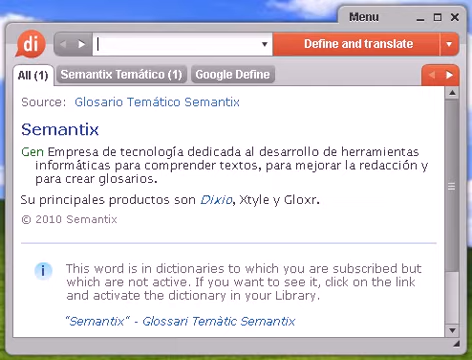 Menu
di
Define and translate
All (1)
Semantix Temático (1)
Google Define
Source: Glosario Temático Semantix
Semantix
Gen Empresa de tecnología dedicada al desarrollo de herramientas
informáticas para comprender textos, para mejorar la redacción y
para crear glosarios.
Su principales productos son Dixio, Xtyle y Gloxr.
© 2010 Semantix
i
This word is in dictionaries to which you are subscribed but
which are not active. If you want to see it, click on the link
and activate the dictionary in your Library.
"Semantix" - Glossari Temàtic Semantix